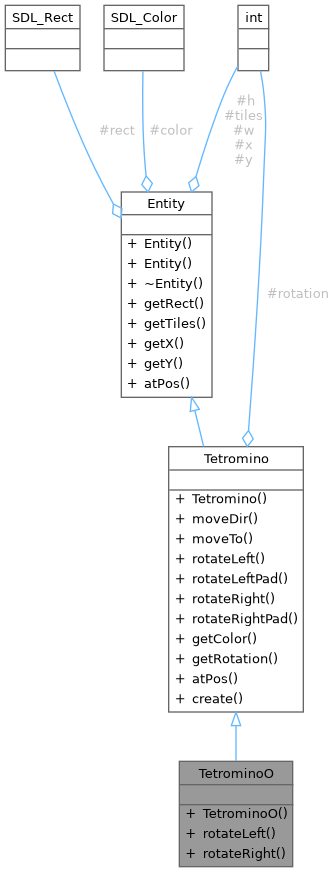 SDL_Rect
SDL_Color
int
#rect
#color
#h
#tiles
#w
#x
#y
Entity
+ Entity()
+ Entity()
+ ~Entity()
+ getRect()
+ getTiles()
+ getX()
+ getY()
+ atPos()
#rotation
Tetromino
+ Tetromino()
+ moveDir()
+ moveTo()
+ rotateLeft()
+ rotateLeftPad()
+ rotateRight()
+ rotateRightPad()
+ getColor()
+ getRotation()
+ atPos()
+ create()
TetrominoO
+ TetrominoO()
+ rotateLeft()
+ rotateRight()